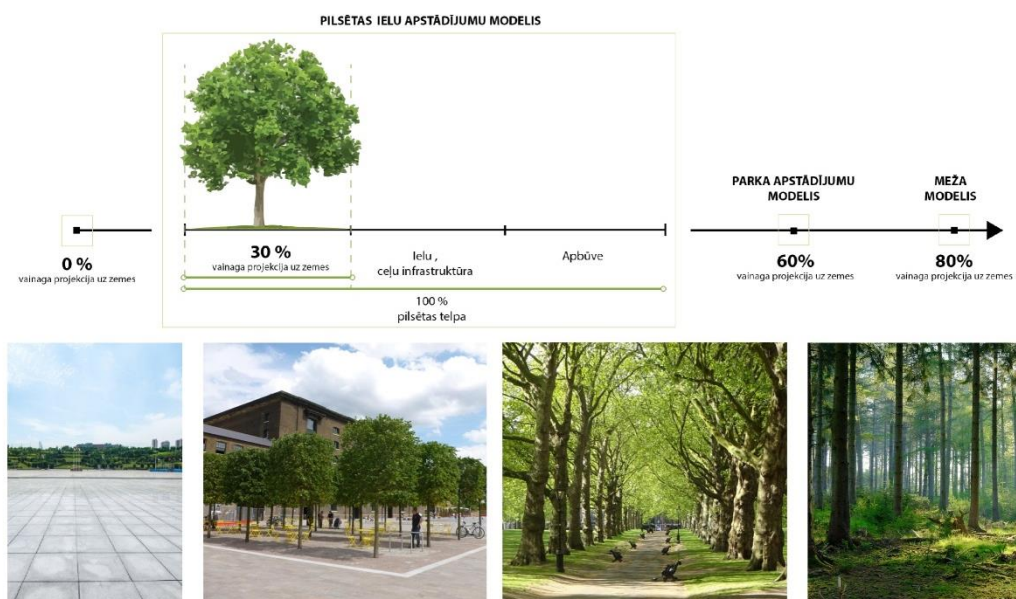 PILSĒTAS IELU APSTĀDĪJUMU MODELIS
PARKA APSTĀDĪJUMU
MODELIS
MEŽA
MODELIS
0 %
vainaga projekcija uz zemes
30 %
vainaga projekcija uz zemes
Ielu ,
ceļu infrastruktūra
Apbūve
60%
vainaga projekcija uz zemes
80%
vainaga projekcija uz zemes
100 %
pilsētas telpa